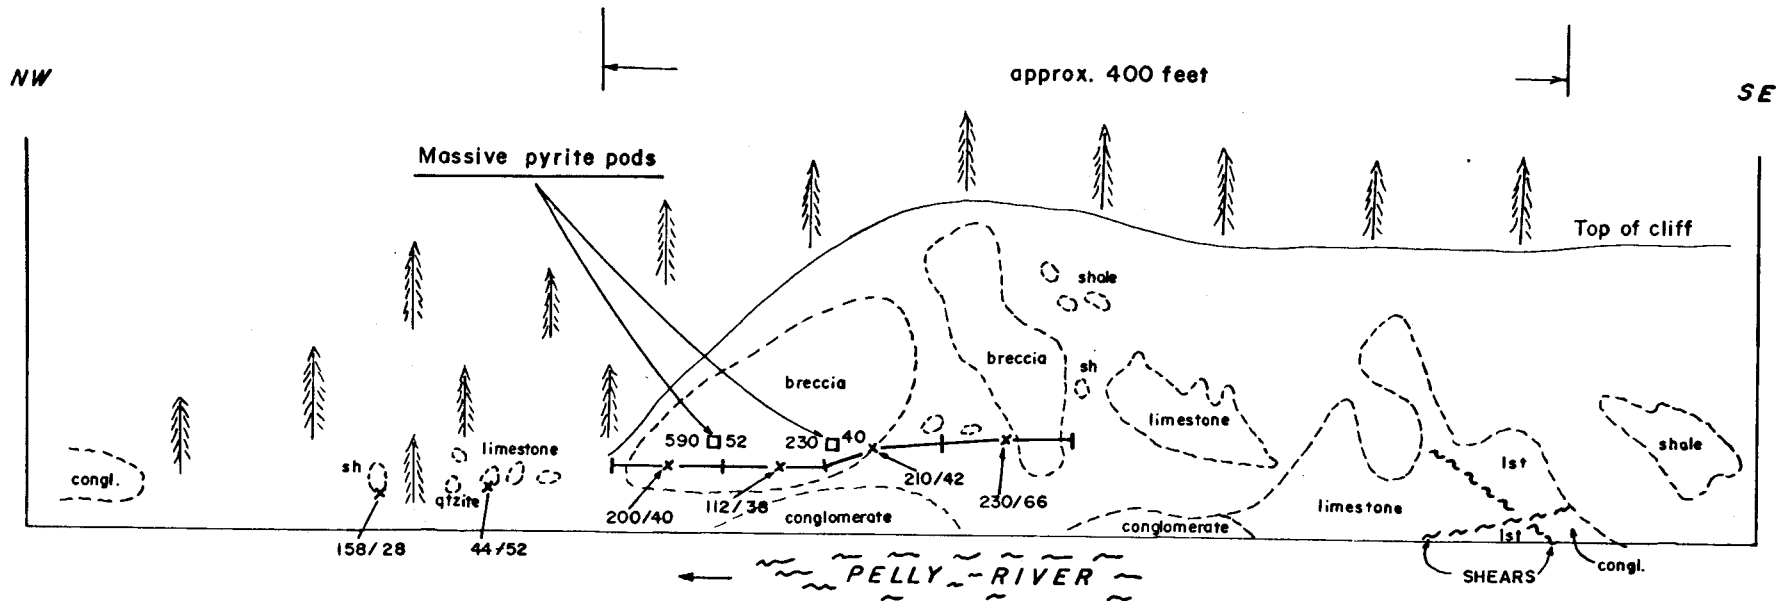 NW
approx. 400 feet
SE
Massive pyrite pods
Top of cliff
shale
breccia
breccia
sh
limestone
590 52
230 40
limestone
shale
sh
congl.
qtzite
lst
210/42
230/66
200/40
112/38
conglomerate
conglomerate
limestone
lst
158/28
44/52
congl.
SHEARS
PELLY RIVER